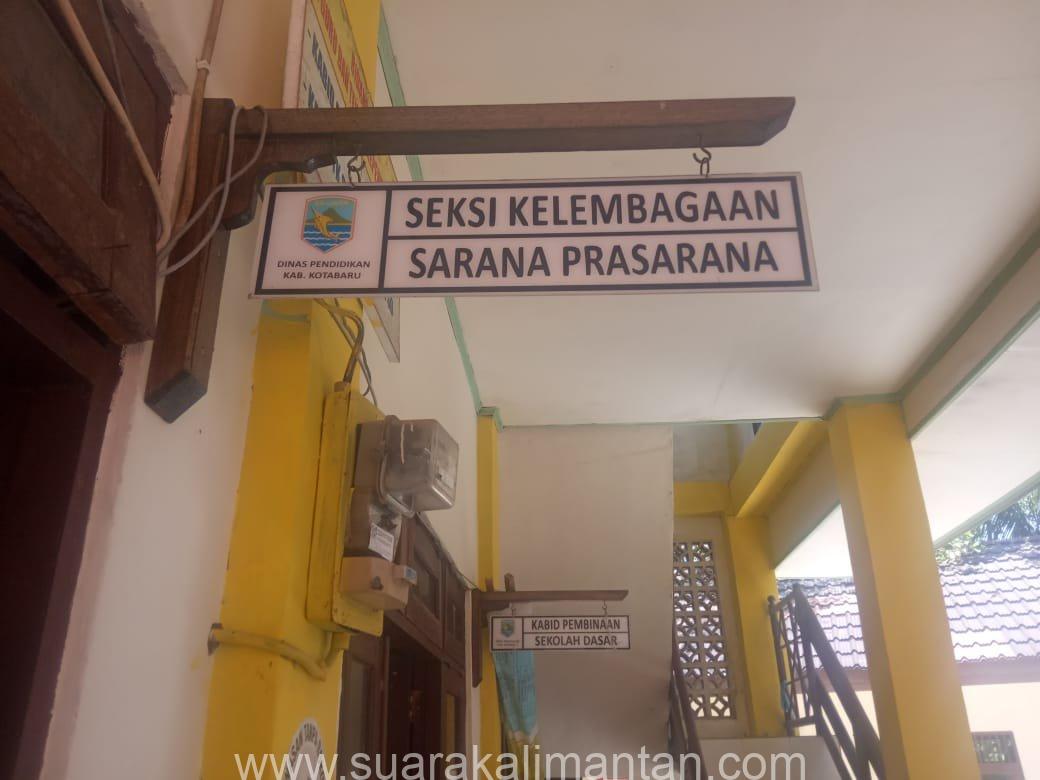 DINAS PENDIDIKAN
KAB. KOTABARU
SEKSI KELEMBAGAAN
SARANA PRASARANA
KABID PEMBINAAN
SEKOLAH DASAR
www.suarakalimantan.com